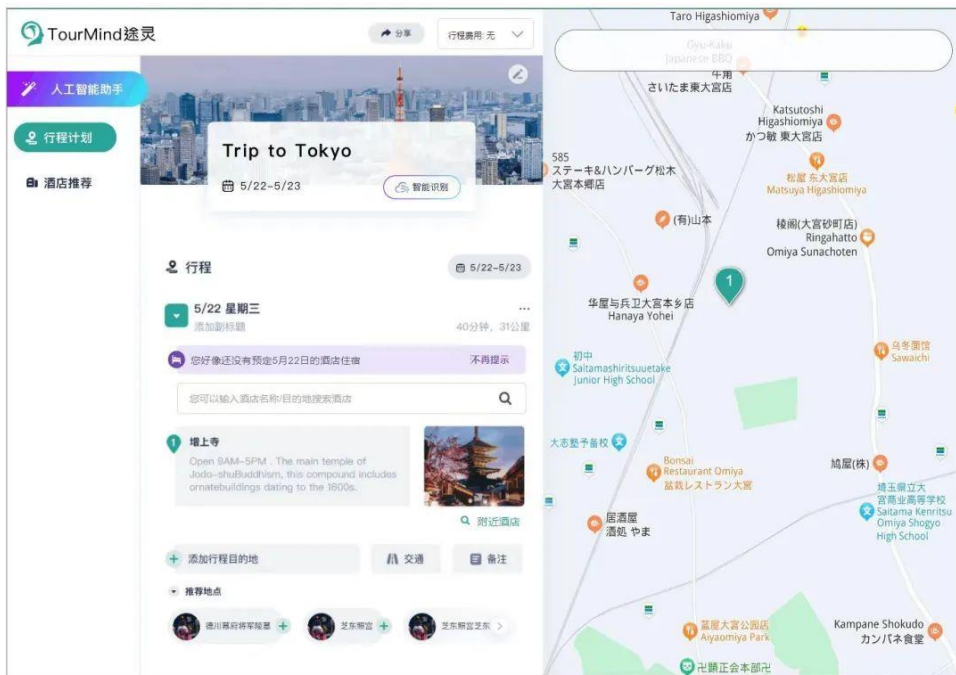 TourMind途灵
分享
行程费用: 无
人工智能助手
行程计划
酒店推荐
Trip to Tokyo
5/22-5/23
智能识别
行程
5/22-5/23
5/22 星期三
添加副标题
40分钟, 31公里
您好像还没有预定5月22日的酒店住宿
不再提示
您可以输入酒店名称/目的地搜索酒店
1
增上寺
Open 9AM-5PM . The main temple of
Jodo-shuBuddhism, this compound includes
ornatebuildings dating to the 1600s.
附近酒店
添加行程目的地
交通
备注
推荐地点
德川幕府将军陵墓
芝东照宫
芝东照宫芝东
Taro Higashiomiya
Gyu-Kaku
Japanese BBQ
牛角
さいたま東大宮店
Katsutoshi
Higashiomiya
かつ敏 東大宮店
585
ステーキ&ハンバーグ松木
大宮本郷店
松屋 东大宫店
Matsuya Higashiomiya
(有)山本
棱阁(大宫砂町店)
Ringahatto
Omiya Sunachoten
1
华屋与兵卫大宮本乡店
Hanaya Yohei
乌冬面馆
Sawaichi
初中
Saitamashiritsuuetake
Junior High School
大志塾予备校
鳩屋(株)
Bonsai
Restaurant Omiya
盆栽レストラン大宮
埼玉県立大
宮商业高等学校
Saitama Kenritsu
Omiya Shogyo
High School
居酒屋
酒処 やま
蓝屋大宮公园店
Aiyaomiya Park
Kampane Shokudo
カンパネ食堂
卍顕正会本部卍